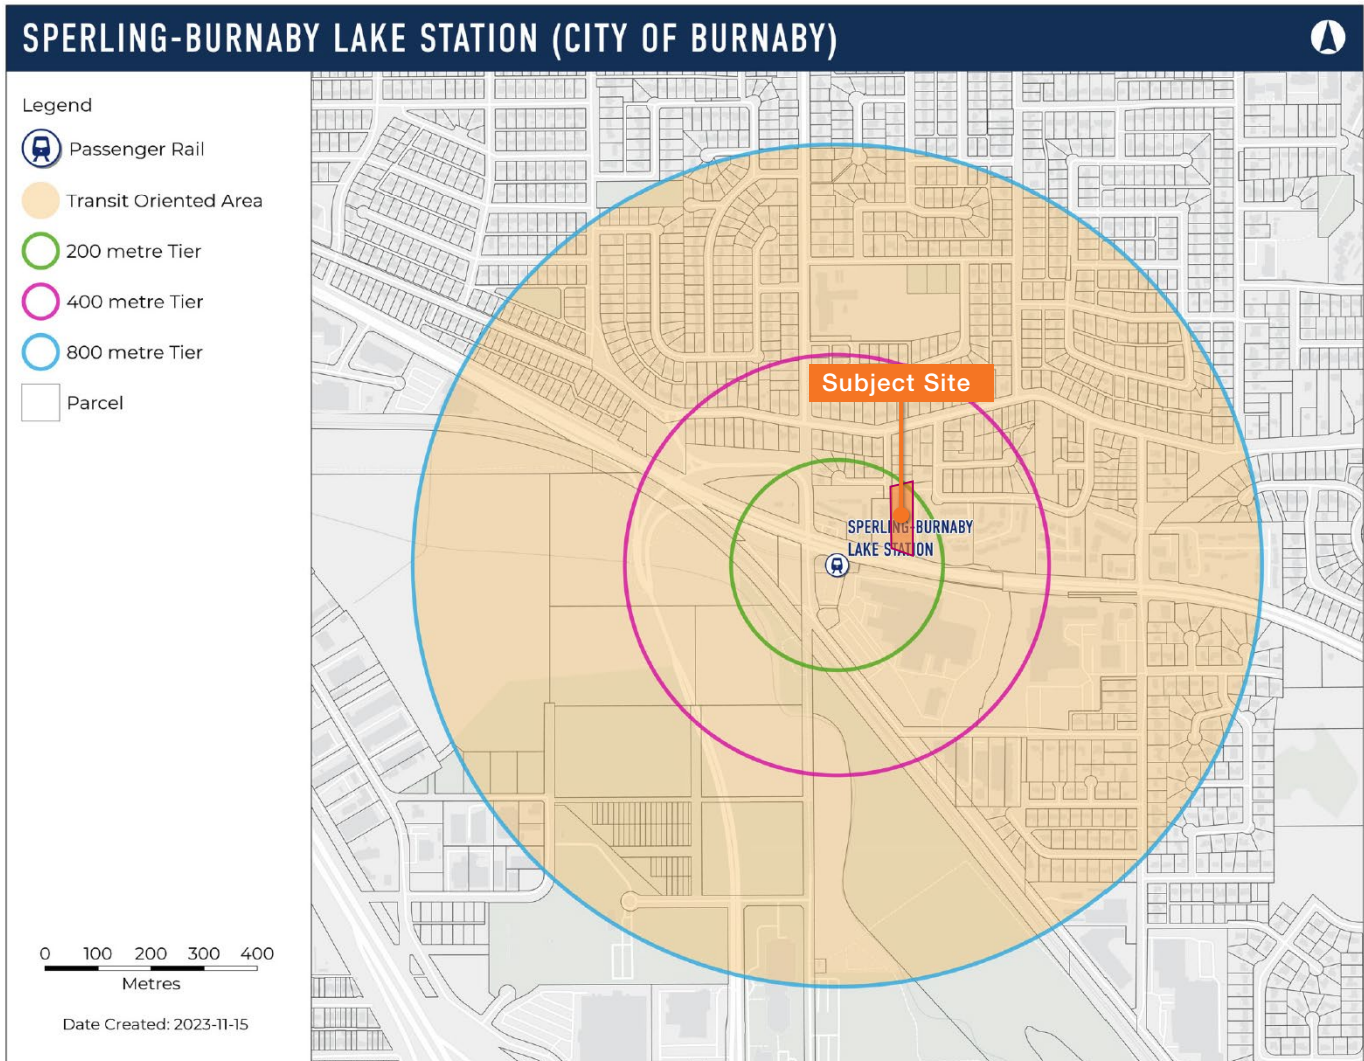 SPERLING-BURNABY LAKE STATION (CITY OF BURNABY)
Legend
Passenger Rail
Transit Oriented Area
200 metre Tier
400 metre Tier
800 metre Tier
Parcel
Subject Site
SPERLING-BURNABY
LAKE STATION
0 100 200 300 400
Metres
Date Created: 2023-11-15